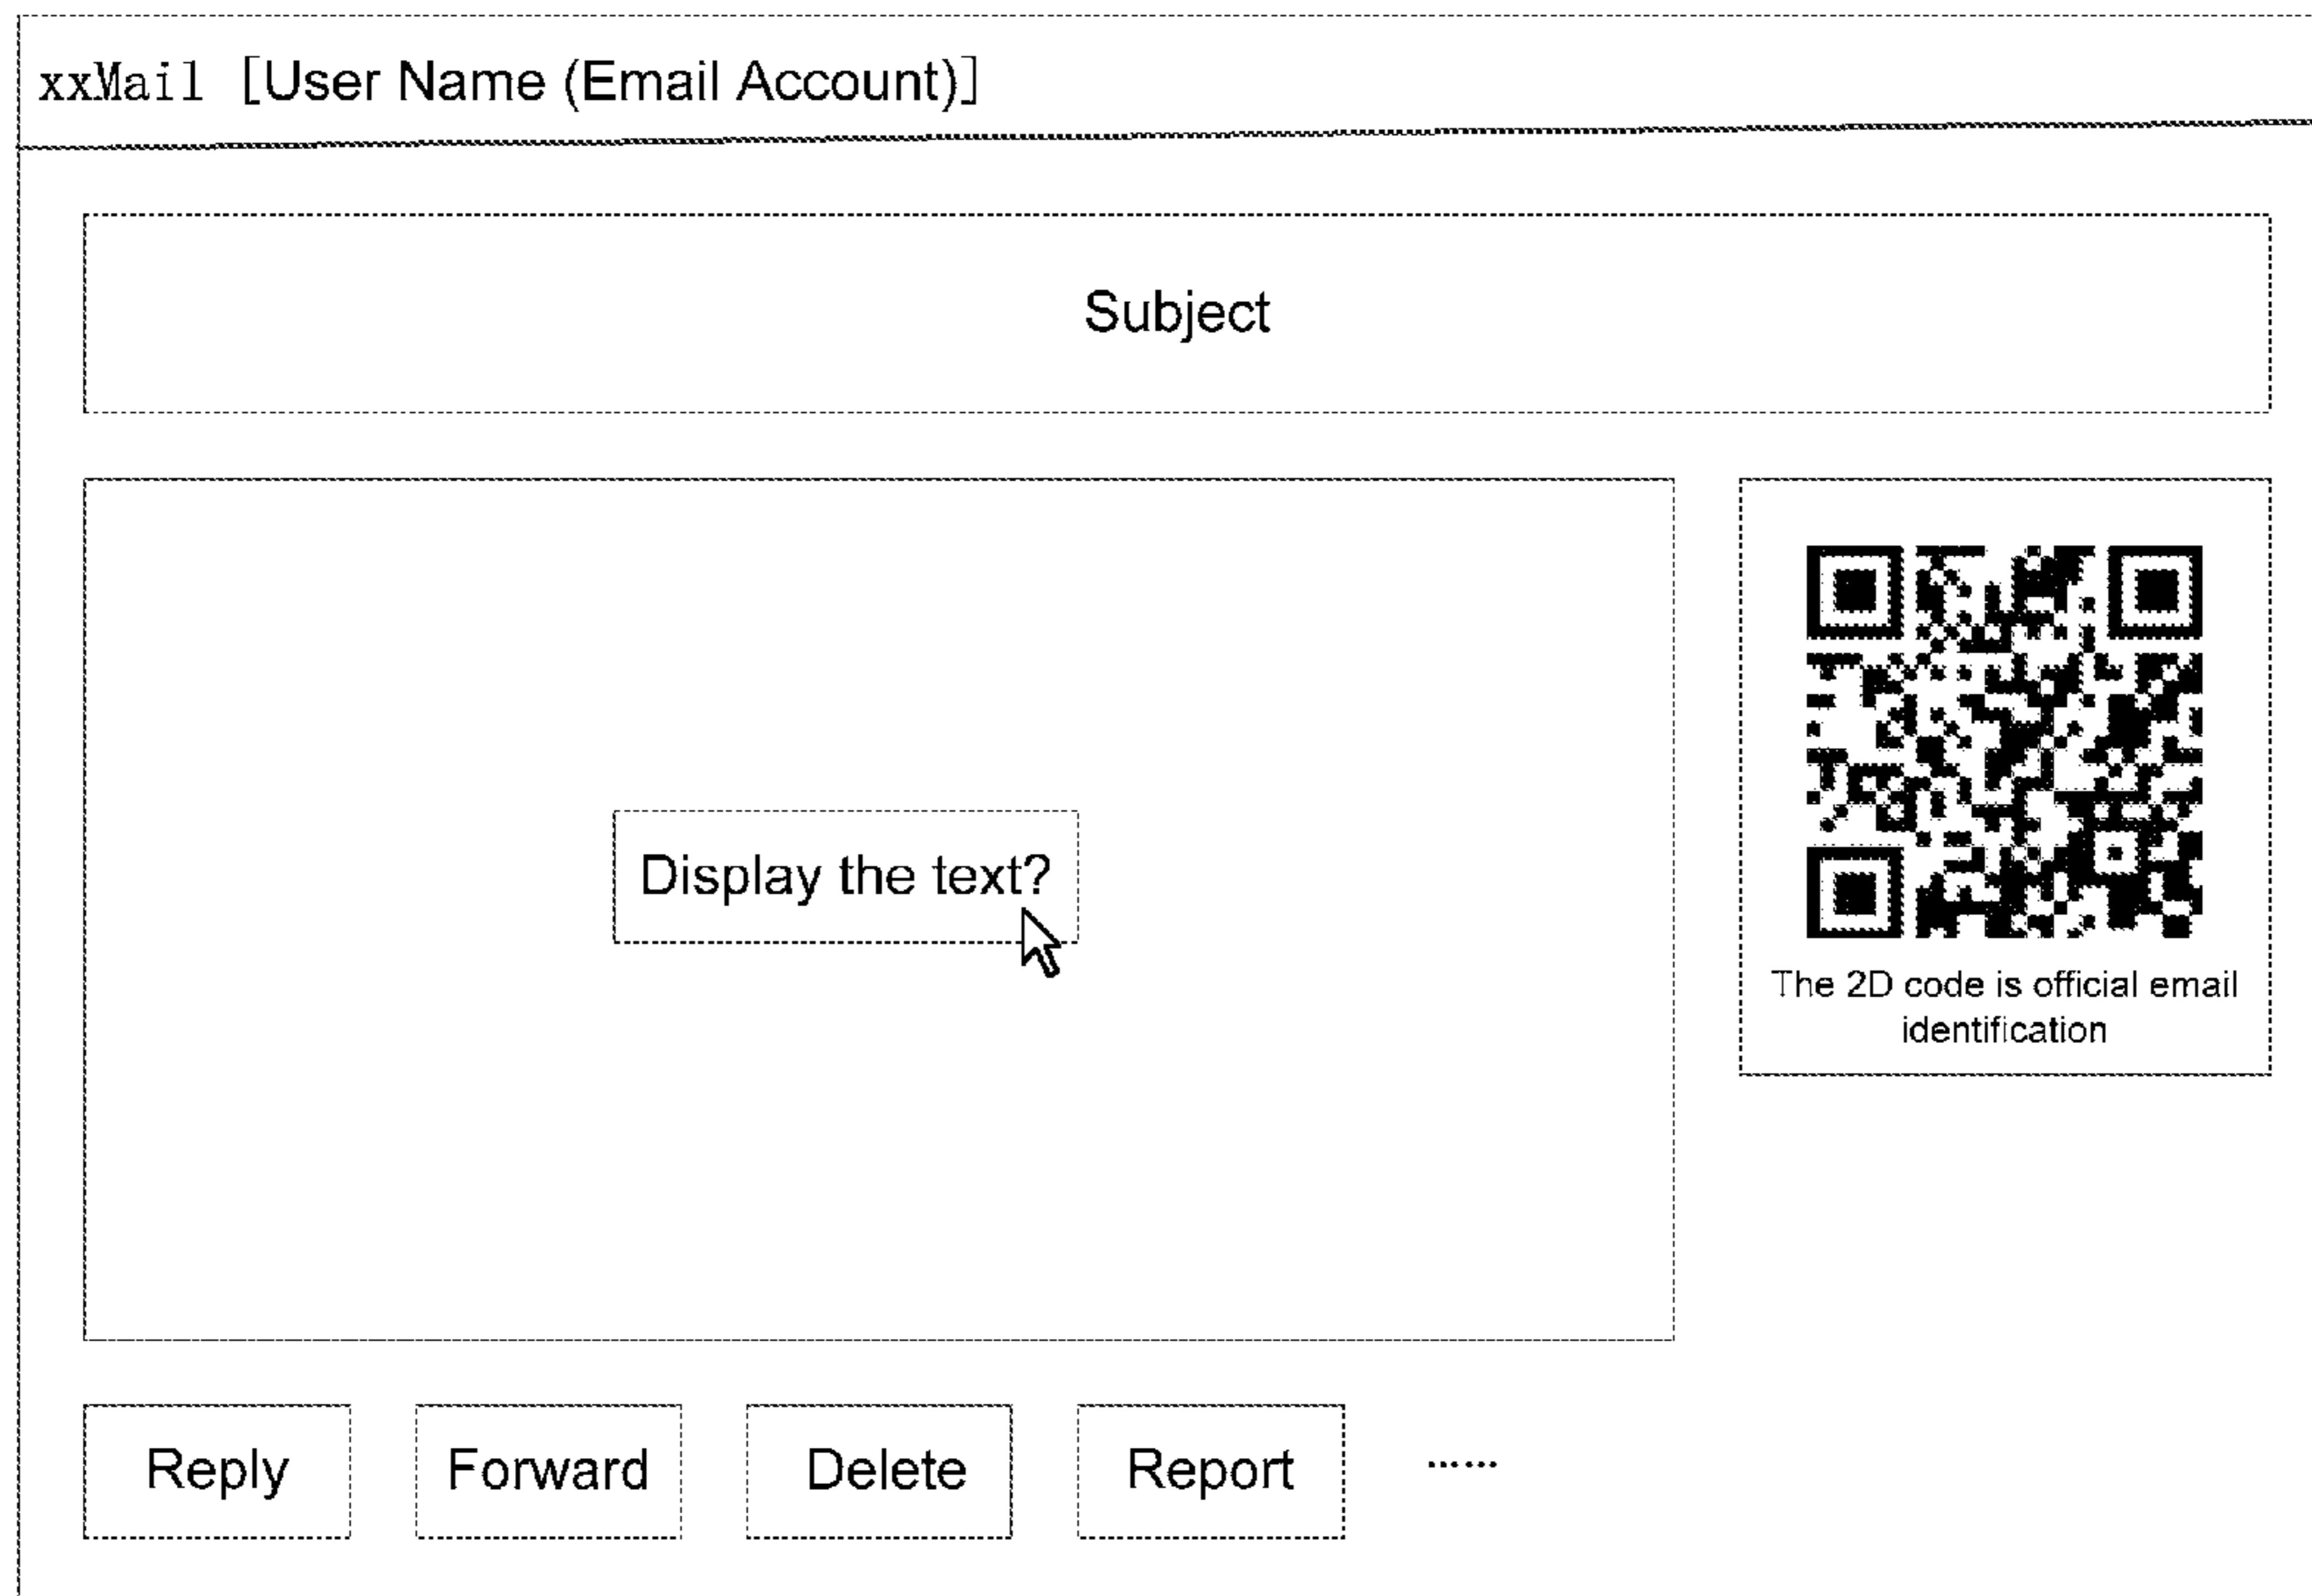 xxMail [User Name (Email Account)]
Subject
Display the text?
The 2D code is official email
identification
Reply
Forward
Delete
Report
......